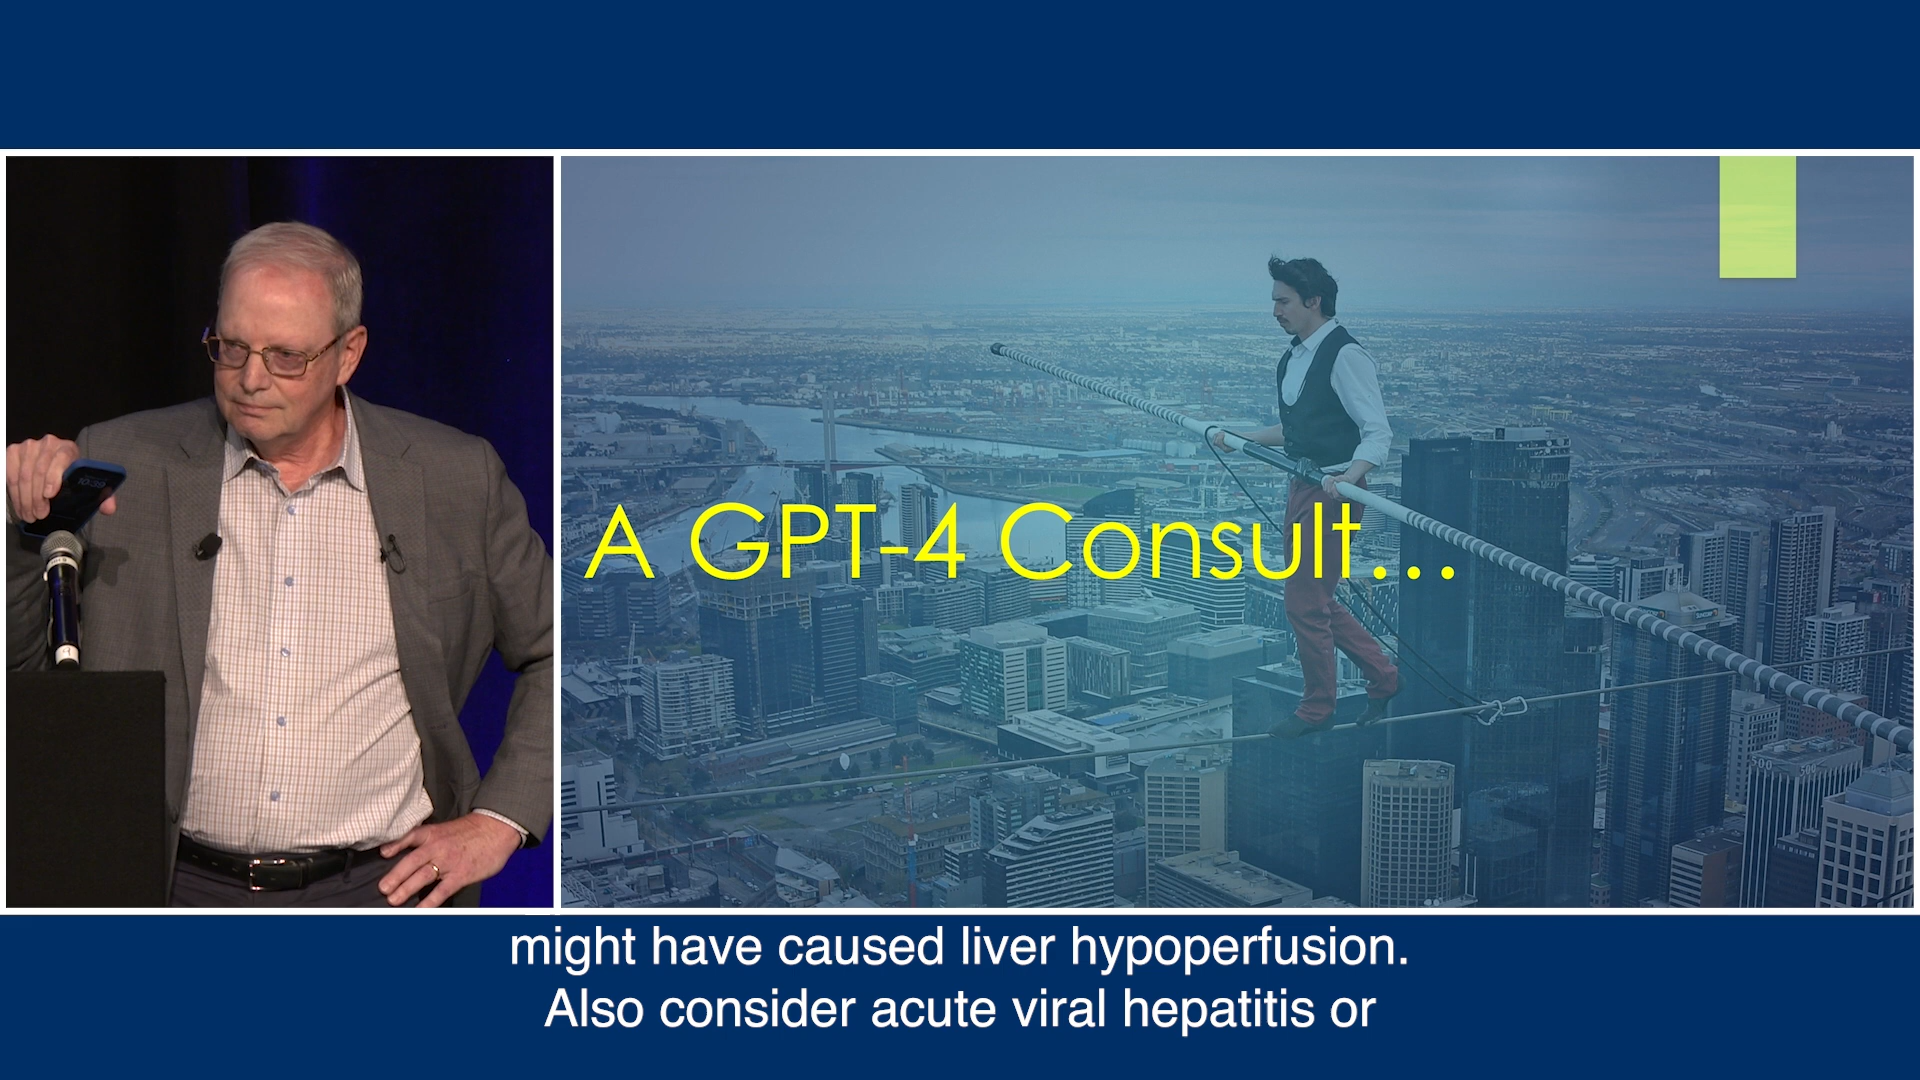 A GPT-4 Consult...
might have caused liver hypoperfusion.
Also consider acute viral hepatitis or